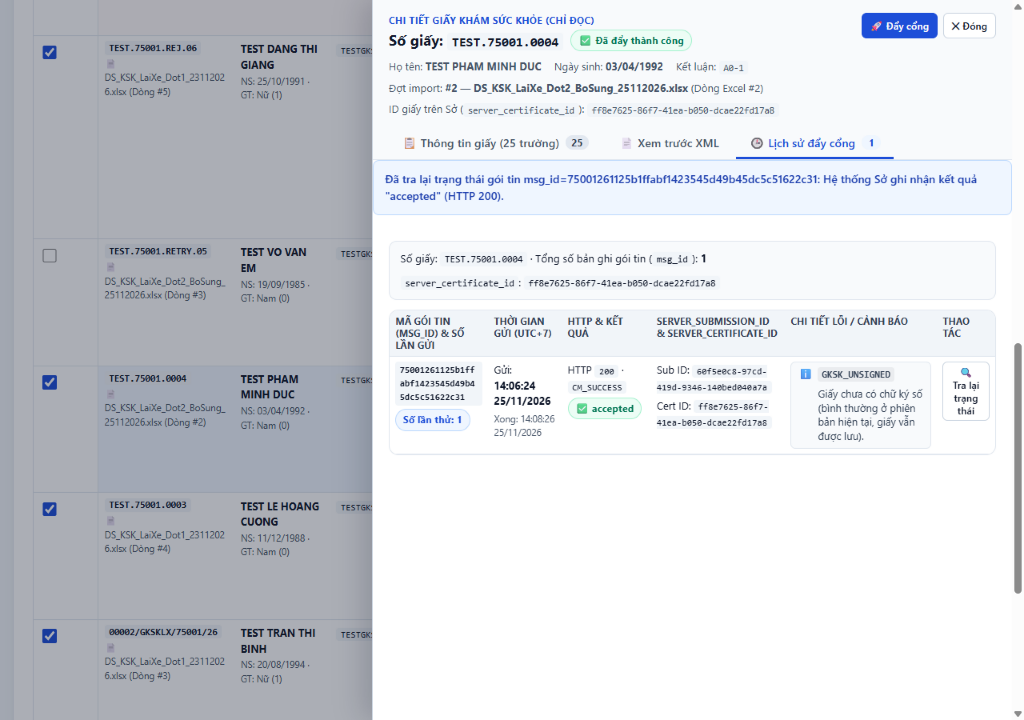 TEST.75001.REJ.06
DS_KSK_LaiXe_Dot1_2311202
6.xlsx (Dòng #5)
TEST DANG THI
GIANG
NS: 25/10/1991 ·
GT: Nữ (1)
TESTGKS
TEST.75001.RETRY.05
DS_KSK_LaiXe_Dot2_BoSung_
25112026.xlsx (Dòng #3)
TEST VO VAN
EM
NS: 19/09/1985 ·
GT: Nam (0)
TESTGKS
TEST.75001.0004
DS_KSK_LaiXe_Dot2_BoSung_
25112026.xlsx (Dòng #2)
TEST PHAM
MINH DUC
NS: 03/04/1992 ·
GT: Nam (0)
TESTGKS
TEST.75001.0003
DS_KSK_LaiXe_Dot1_2311202
6.xlsx (Dòng #4)
TEST LE HOANG
CUONG
NS: 11/12/1988 ·
GT: Nam (0)
TESTGKS
00002/GKSKLX/75001/26
DS_KSK_LaiXe_Dot1_2311202
6.xlsx (Dòng #3)
TEST TRAN THI
BINH
NS: 20/08/1994 ·
GT: Nữ (1)
TESTGKS
CHI TIẾT GIẤY KHÁM SỨC KHỎE (CHỈ ĐỌC)
Số giấy: TEST.75001.0004 ✅ Đã đẩy thành công
🚀 Đẩy cổng
✕ Đóng
Họ tên: TEST PHAM MINH DUC Ngày sinh: 03/04/1992 Kết luận: A0-1
Đợt import: #2 — DS_KSK_LaiXe_Dot2_BoSung_25112026.xlsx (Dòng Excel #2)
ID giấy trên Sở ( server_certificate_id ): ff8e7625-86f7-41ea-b050-dcae22fd17a8
Thông tin giấy (25 trường) 25
Xem trước XML
Lịch sử đẩy cổng 1
Đã tra lại trạng thái gói tin msg_id=75001261125b1ffabf1423545d49b45dc5c51622c31: Hệ thống Sở ghi nhận kết quả
"accepted" (HTTP 200).
Số giấy: TEST.75001.0004 · Tổng số bản ghi gói tin ( msg_id ): 1
server_certificate_id : ff8e7625-86f7-41ea-b050-dcae22fd17a8
MÃ GÓI TIN
(MSG_ID) & SỐ
LẦN GỬI
THỜI GIAN
GỬI (UTC+7)
HTTP & KẾT
QUẢ
SERVER_SUBMISSION_ID
& SERVER_CERTIFICATE_ID
CHI TIẾT LỖI / CẢNH BÁO
THAO
TÁC
75001261125b1ff
abf1423545d49b4
5dc5c51622c31
Số lần thử: 1
Gửi:
14:06:24
25/11/2026
Xong: 14:08:26
25/11/2026
HTTP 200 ·
CM_SUCCESS
✅ accepted
Sub ID: 60f5e0c8-97cd-
419d-9346-140bed040a7a
Cert ID: ff8e7625-86f7-
41ea-b050-dcae22fd17a8
ℹ️ GKSK_UNSIGNED
Giấy chưa có chữ ký số
(bình thường ở phiên
bản hiện tại, giấy vẫn
được lưu).
🔍
Tra lại
trạng
thái